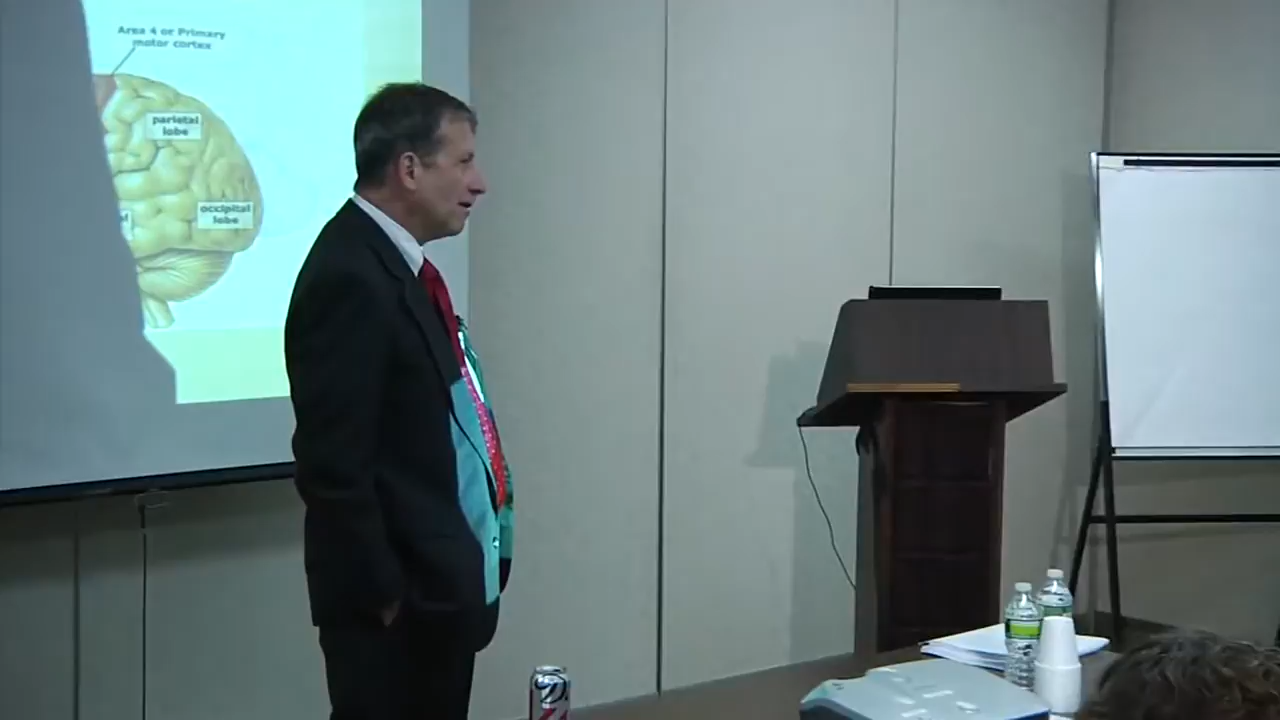 Area 4 or Primary
motor cortex
parietal
lobe
occipital
lobe